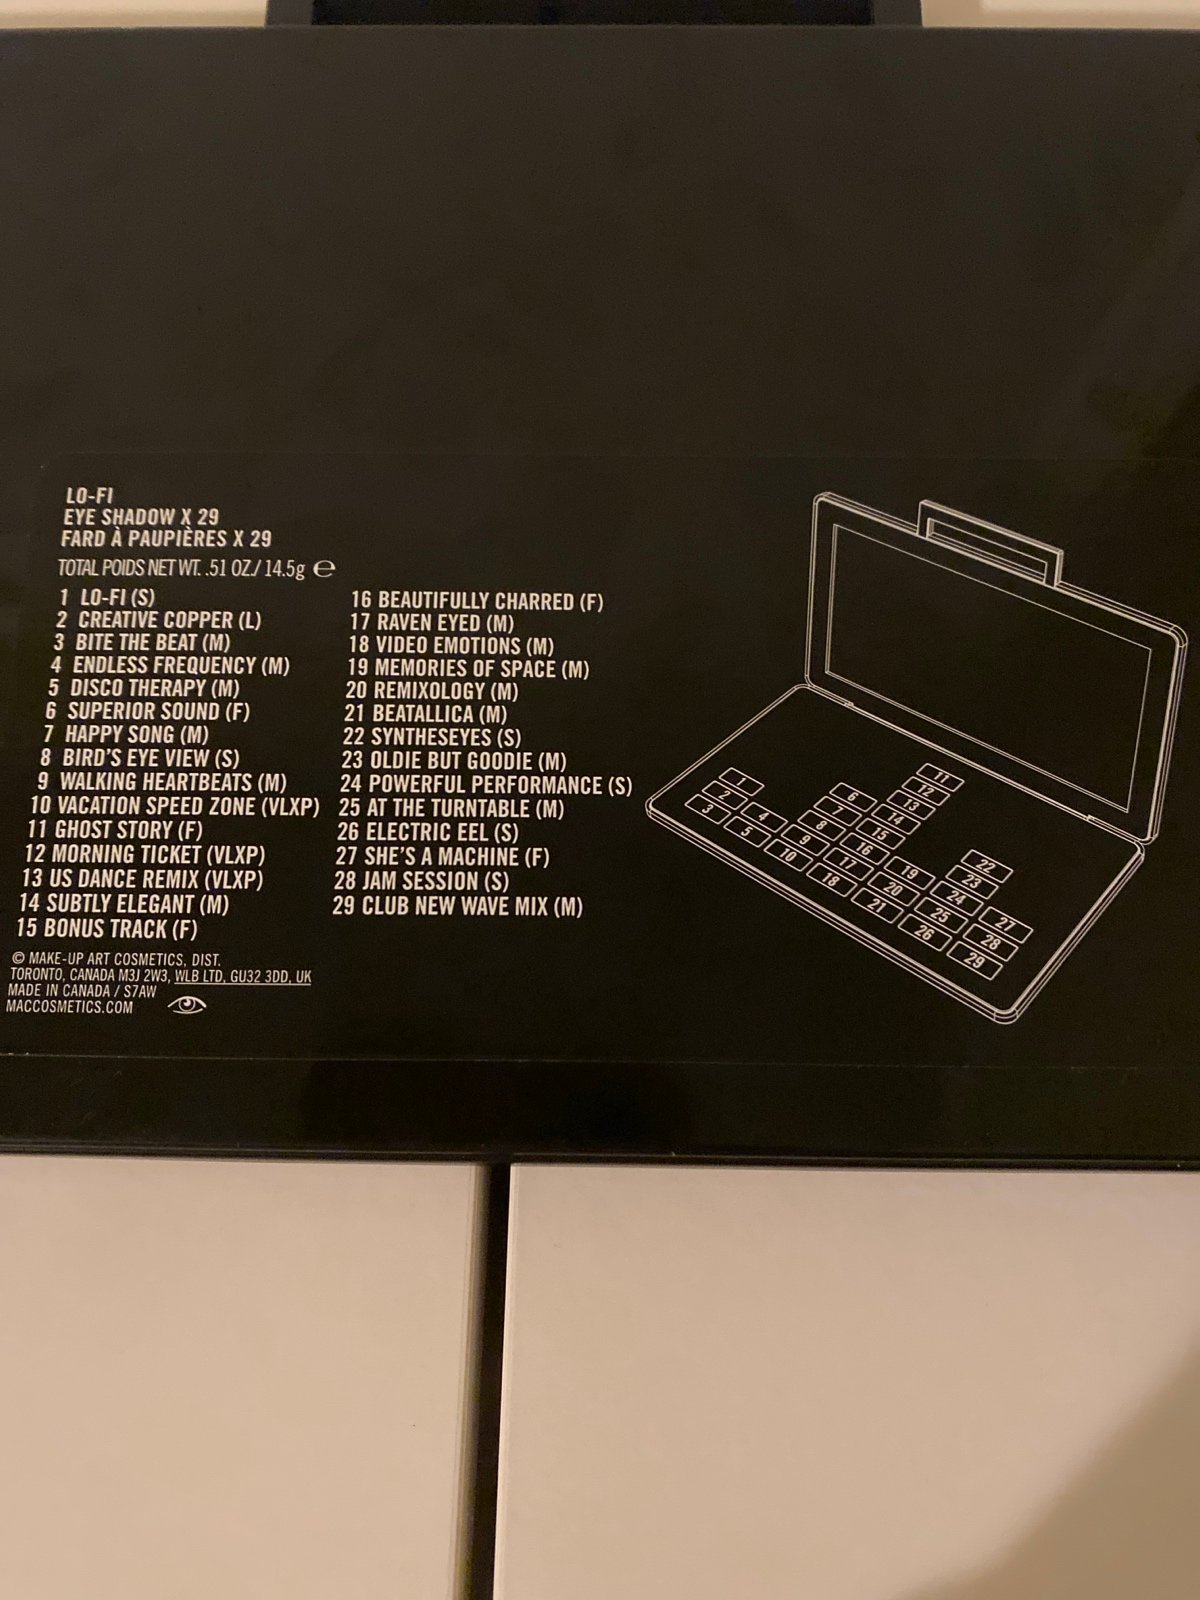 LO-FI
EYE SHADOW X 29
FARD À PAUPIÈRES X 29
TOTAL POIDS NET WT. .51 OZ./ 14.5g ℮
1 LO-FI (S)
2 CREATIVE COPPER (L)
3 BITE THE BEAT (M)
4 ENDLESS FREQUENCY (M)
5 DISCO THERAPY (M)
6 SUPERIOR SOUND (F)
7 HAPPY SONG (M)
8 BIRD'S EYE VIEW (S)
9 WALKING HEARTBEATS (M)
10 VACATION SPEED ZONE (VLXP)
11 GHOST STORY (F)
12 MORNING TICKET (VLXP)
13 US DANCE REMIX (VLXP)
14 SUBTLY ELEGANT (M)
15 BONUS TRACK (F)
16 BEAUTIFULLY CHARRED (F)
17 RAVEN EYED (M)
18 VIDEO EMOTIONS (M)
19 MEMORIES OF SPACE (M)
20 REMIXOLOGY (M)
21 BEATALLICA (M)
22 SYNTHESEYES (S)
23 OLDIE BUT GOODIE (M)
24 POWERFUL PERFORMANCE (S)
25 AT THE TURNTABLE (M)
26 ELECTRIC EEL (S)
27 SHE'S A MACHINE (F)
28 JAM SESSION (S)
29 CLUB NEW WAVE MIX (M)
© MAKE-UP ART COSMETICS, DIST.
TORONTO, CANADA M3J 2W3, WLB LTD, GU32 3DD, UK
MADE IN CANADA / S7AW
MACCOSMETICS.COM
1
2
3
4
5
6
7
8
9
10
11
12
13
14
15
16
17
18
19
20
21
22
23
24
25
26
27
28
29